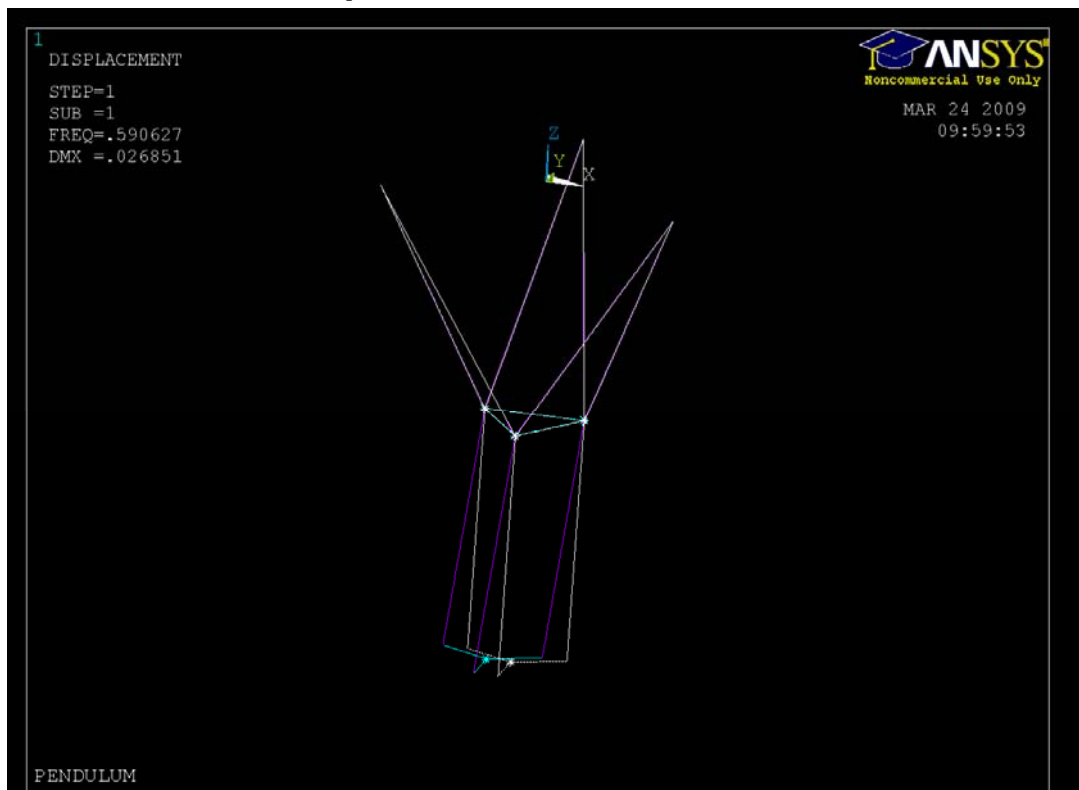 1
DISPLACEMENT
STEP=1
SUB =1
FREQ=.590627
DMX =.026851
ANSYS
Noncommercial Use Only
MAR 24 2009
09:59:53
Z
Y
X
PENDULUM